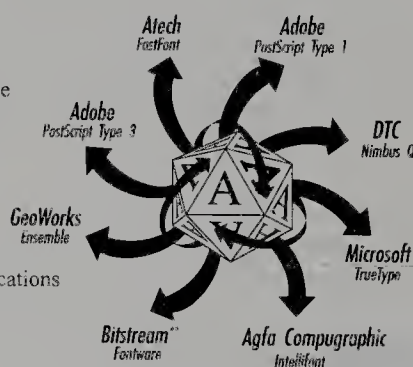 Atech
FastFont
Adobe
PostScript Type 1
e
Adobe
PostScript Type 3
DTC
Nimbus Q
A
GeoWorks
Ensemble
Microsoft
TrueType
cations
Bitstream
Fontware
Agfa Compugraphic
Intellifont